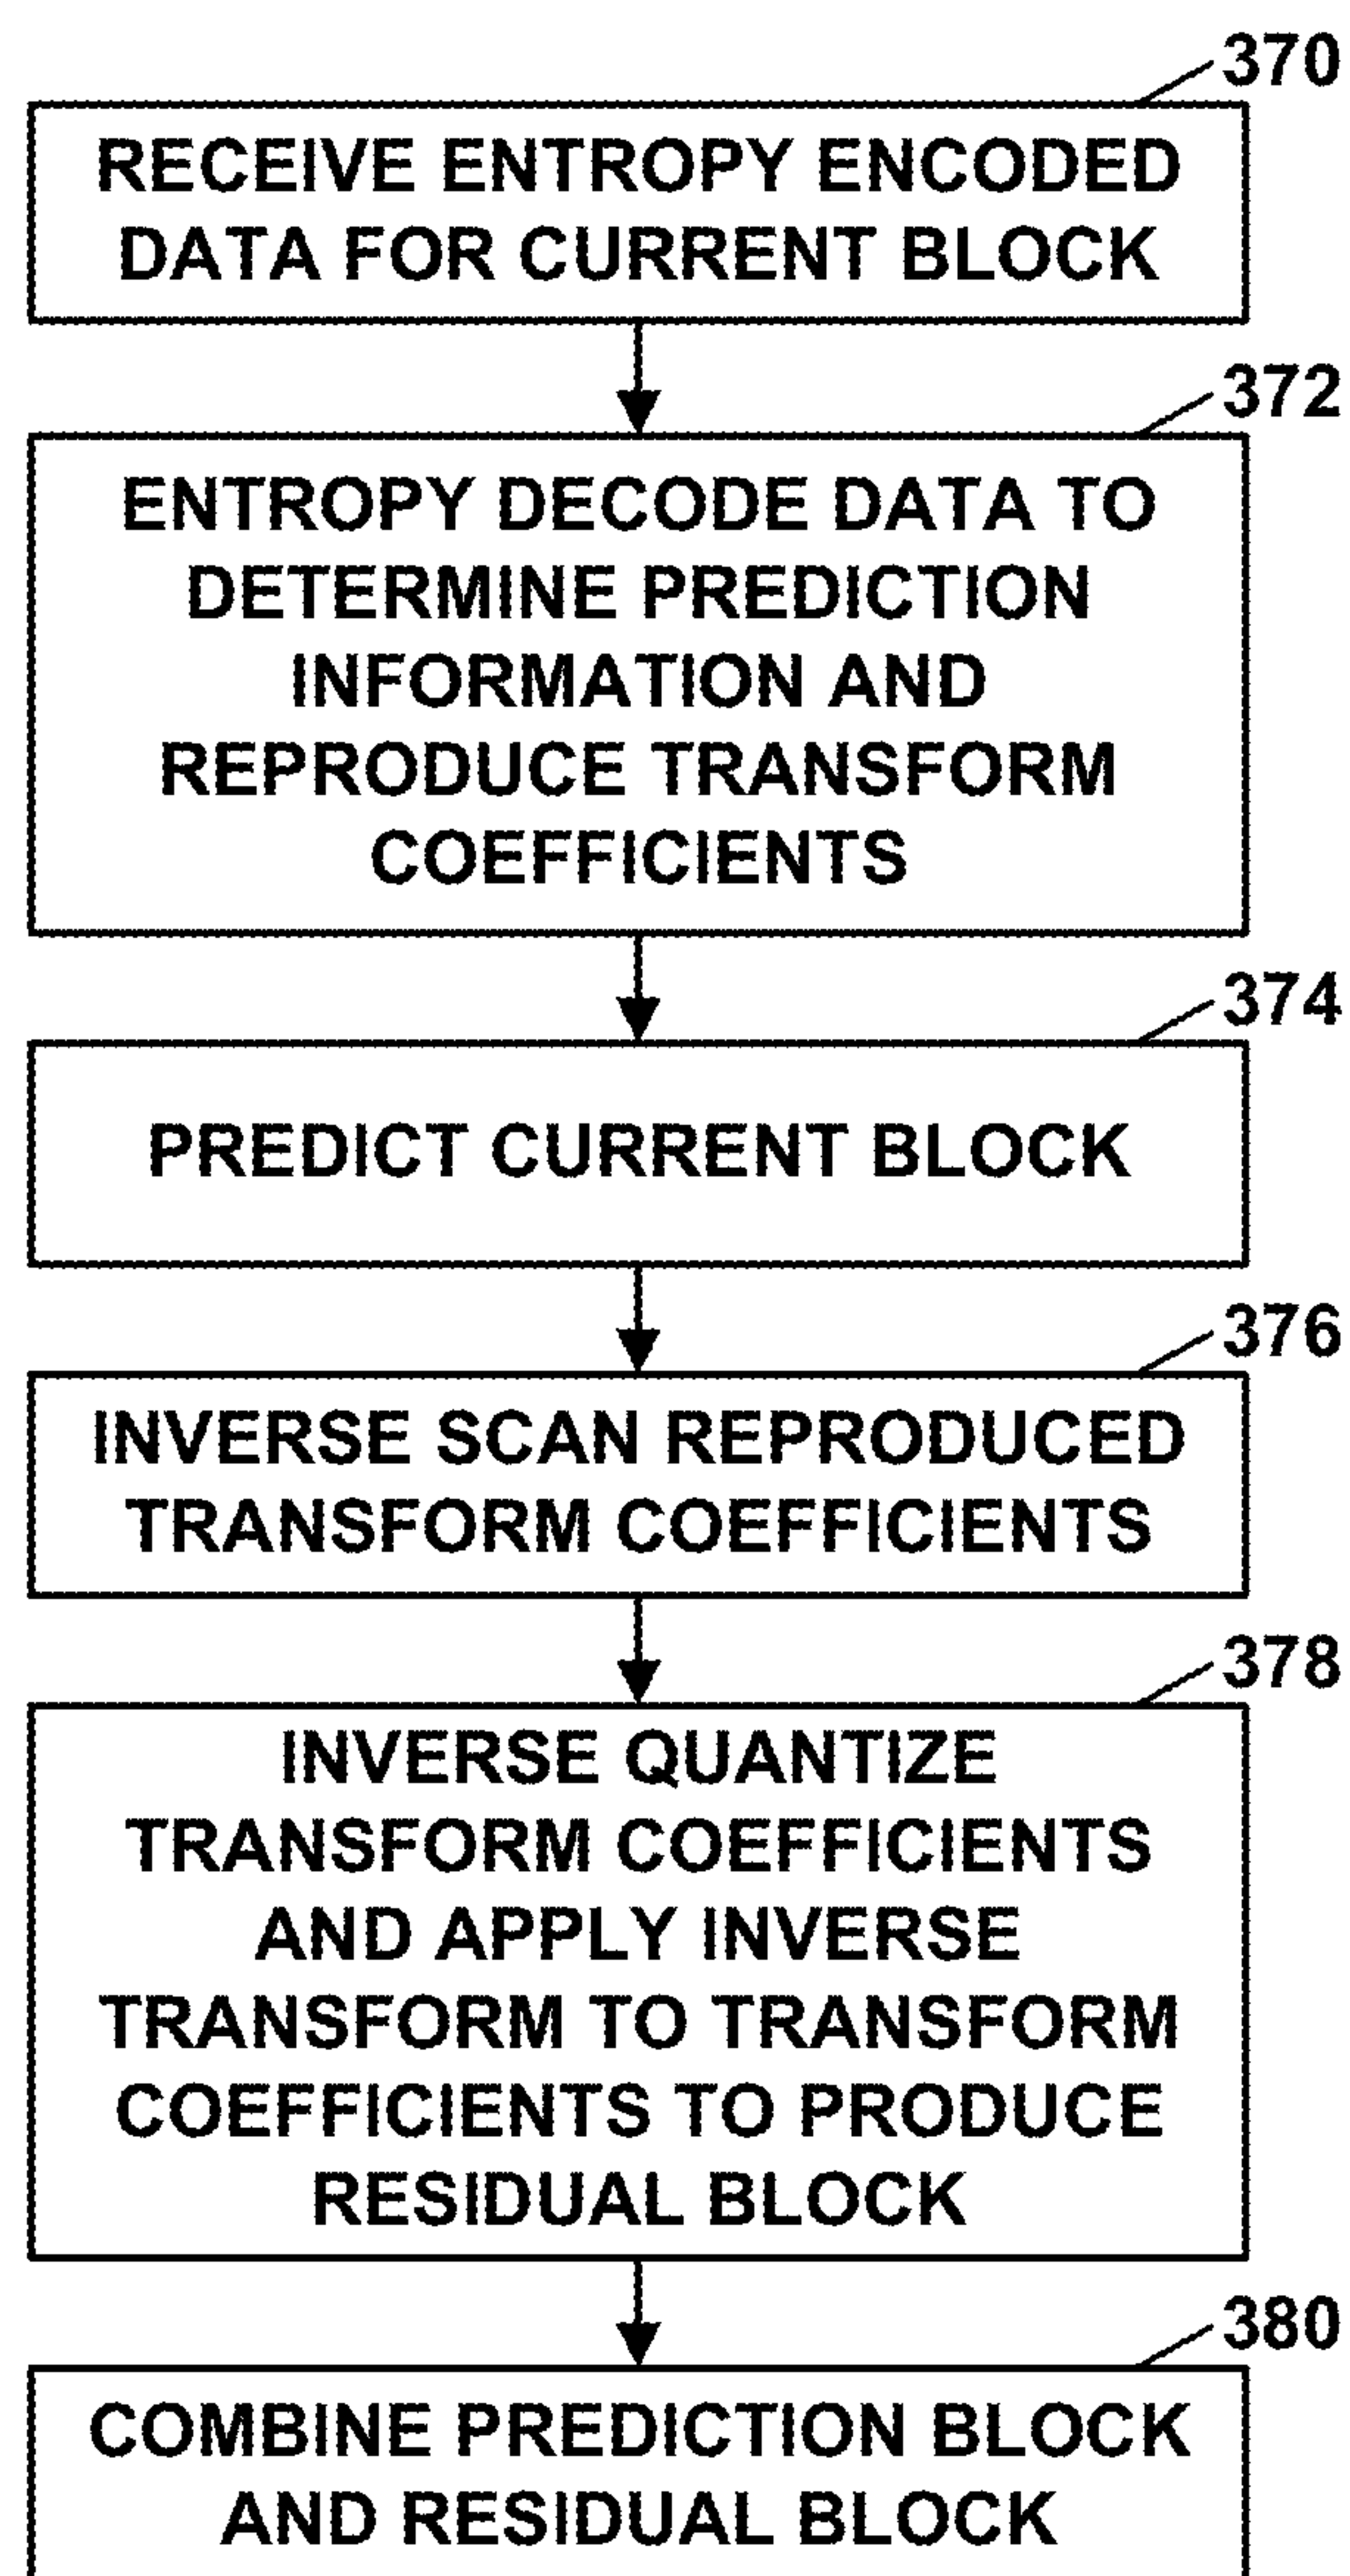 370
RECEIVE ENTROPY ENCODED
DATA FOR CURRENT BLOCK
372
ENTROPY DECODE DATA TO
DETERMINE PREDICTION
INFORMATION AND
REPRODUCE TRANSFORM
COEFFICIENTS
374
PREDICT CURRENT BLOCK
376
INVERSE SCAN REPRODUCED
TRANSFORM COEFFICIENTS
378
INVERSE QUANTIZE
TRANSFORM COEFFICIENTS
AND APPLY INVERSE
TRANSFORM TO TRANSFORM
COEFFICIENTS TO PRODUCE
RESIDUAL BLOCK
380
COMBINE PREDICTION BLOCK
AND RESIDUAL BLOCK